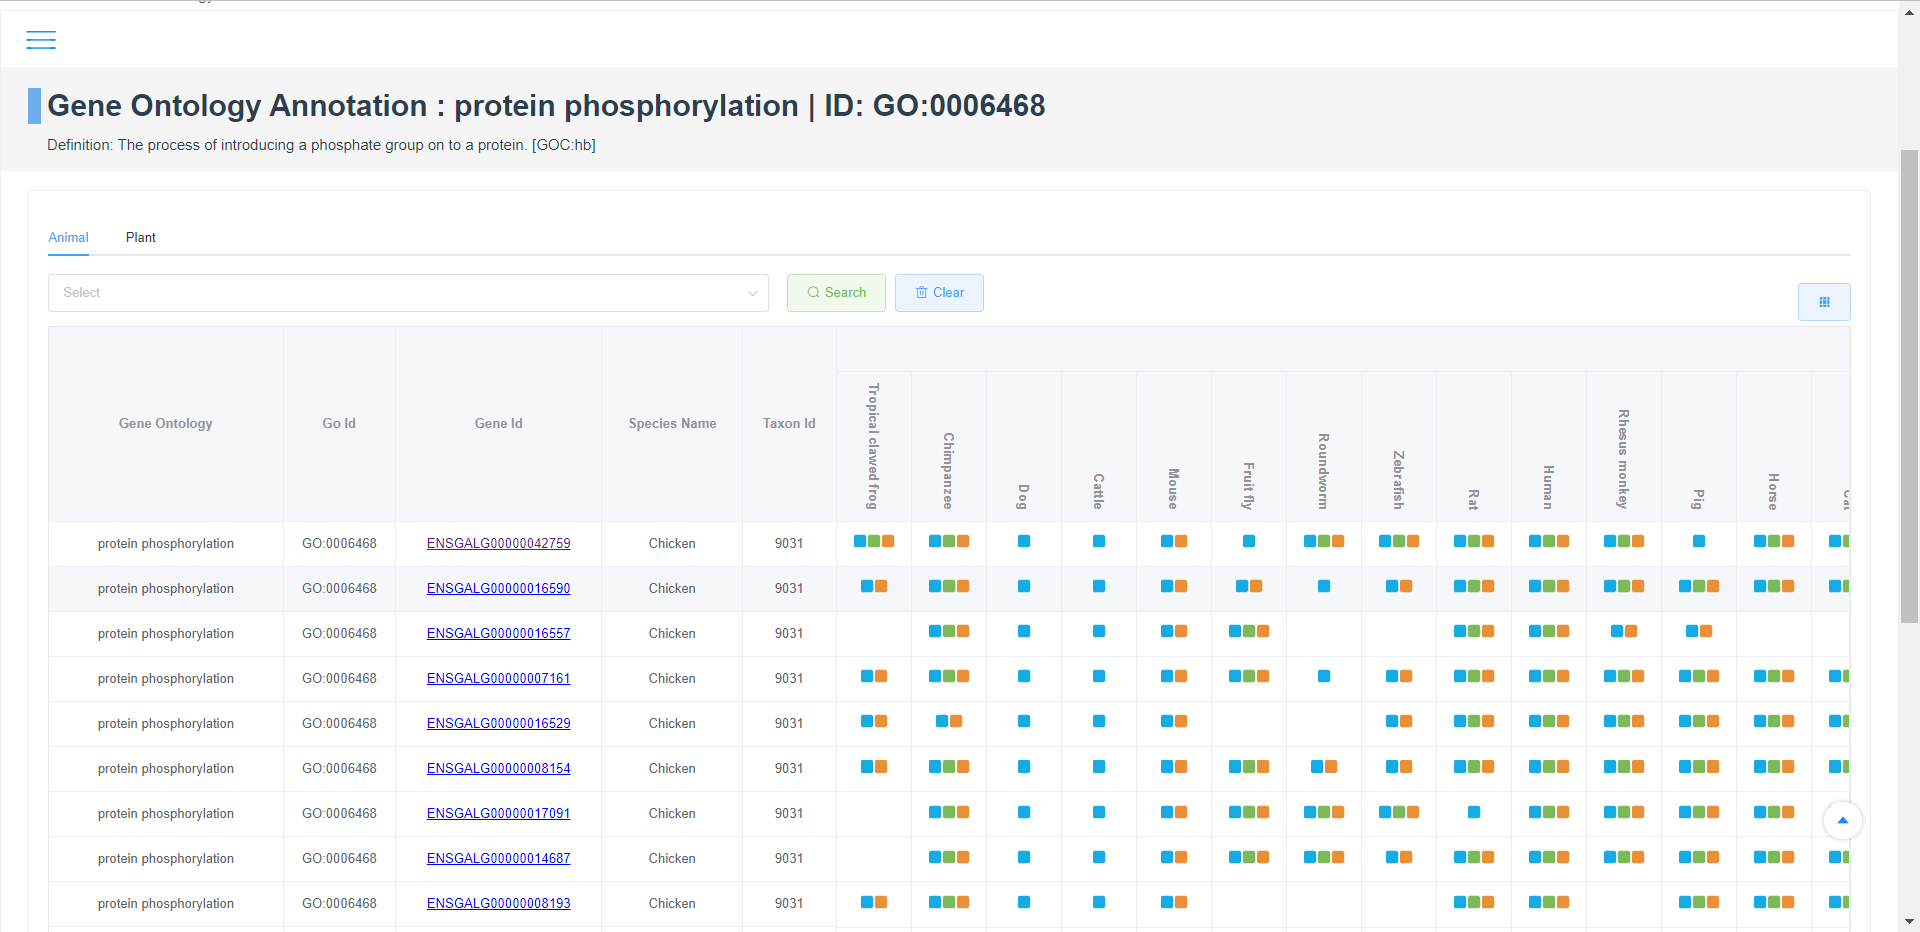 Gene Ontology Annotation : protein phosphorylation | ID: GO:0006468
Definition: The process of introducing a phosphate group on to a protein. [GOC:hb]
Animal Plant
Select Search Clear
Gene Ontology Go Id Gene Id Species Name Taxon Id Tropical clawed frog Chimpanzee Dog Cattle Mouse Fruit fly Roundworm Zebrafish Rat Human Rhesus monkey Pig Horse
protein phosphorylation GO:0006468 ENSGALG00000042759 Chicken 9031
protein phosphorylation GO:0006468 ENSGALG00000016590 Chicken 9031
protein phosphorylation GO:0006468 ENSGALG00000016557 Chicken 9031
protein phosphorylation GO:0006468 ENSGALG00000007161 Chicken 9031
protein phosphorylation GO:0006468 ENSGALG00000016529 Chicken 9031
protein phosphorylation GO:0006468 ENSGALG00000008154 Chicken 9031
protein phosphorylation GO:0006468 ENSGALG00000017091 Chicken 9031
protein phosphorylation GO:0006468 ENSGALG00000014687 Chicken 9031
protein phosphorylation GO:0006468 ENSGALG00000008193 Chicken 9031